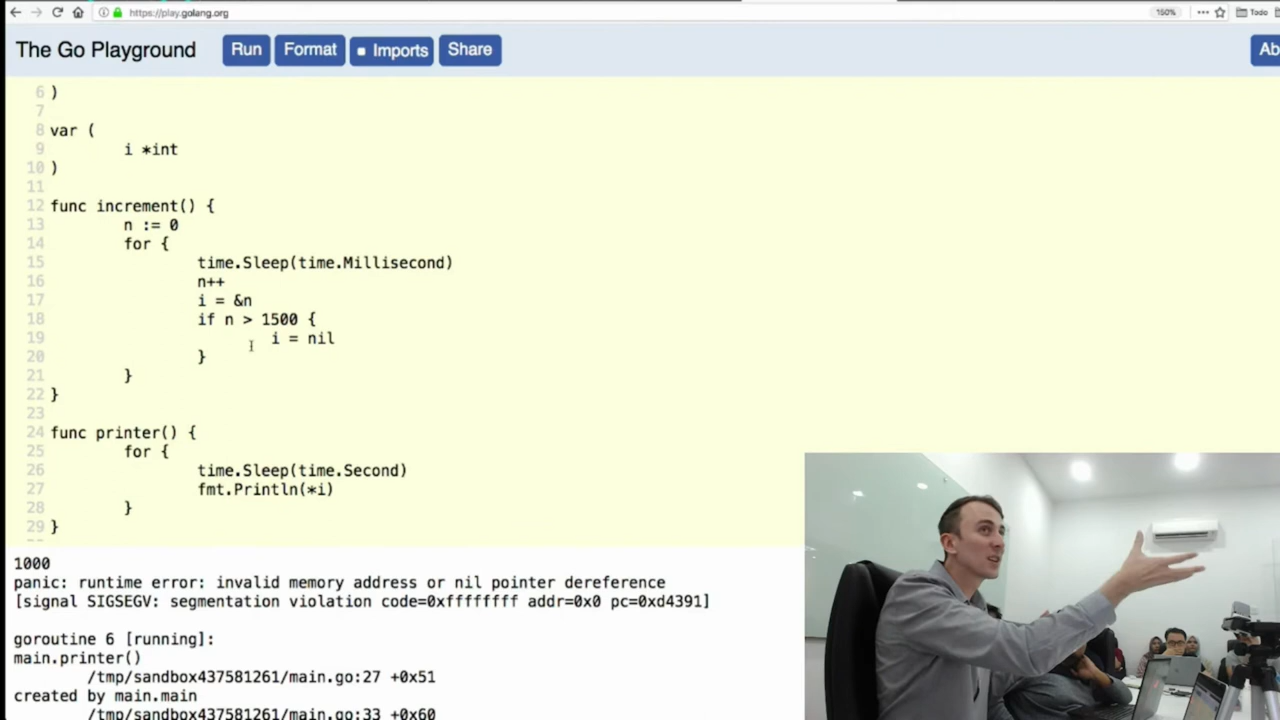 https://play.golang.org
150%
Todo
The Go Playground
Run
Format
Imports
Share
Ab
6 )
7
8 var (
9 i *int
10 )
11
12 func increment() {
13 n := 0
14 for {
15 time.Sleep(time.Millisecond)
16 n++
17 i = &n
18 if n > 1500 {
19 i = nil
20 }
21 }
22 }
23
24 func printer() {
25 for {
26 time.Sleep(time.Second)
27 fmt.Println(*i)
28 }
29 }
1000
panic: runtime error: invalid memory address or nil pointer dereference
[signal SIGSEGV: segmentation violation code=0xffffffff addr=0x0 pc=0xd4391]
goroutine 6 [running]:
main.printer()
/tmp/sandbox437581261/main.go:27 +0x51
created by main.main
/tmp/sandbox437581261/main.go:33 +0x60